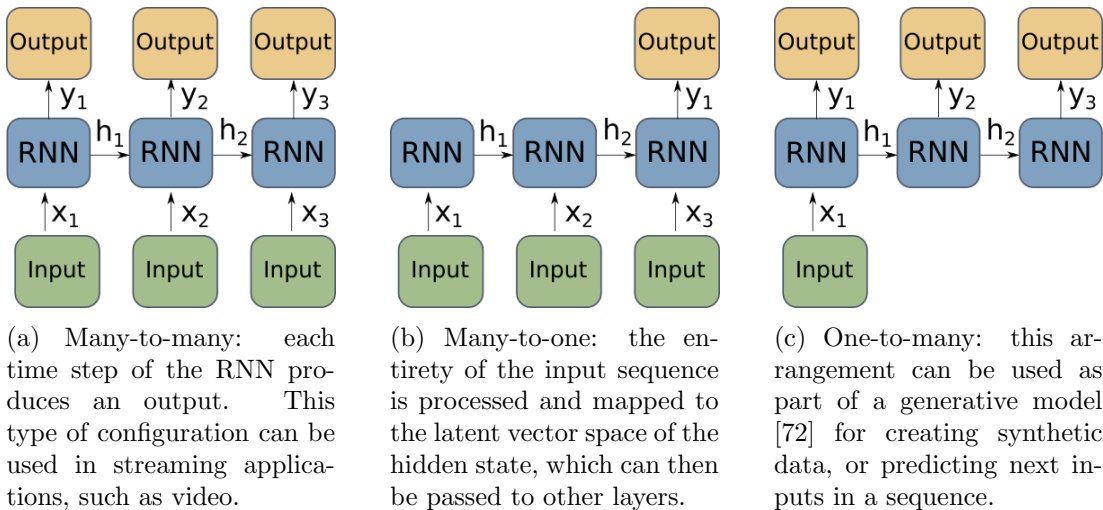 Output Output Output
y1 y2 y3
h1 h2
RNN RNN RNN
x1 x2 x3
Input Input Input
(a) Many-to-many: each
time step of the RNN pro-
duces an output. This
type of configuration can be
used in streaming applica-
tions, such as video.
Output
y1
h1 h2
RNN RNN RNN
x1 x2 x3
Input Input Input
(b) Many-to-one: the en-
tirety of the input sequence
is processed and mapped to
the latent vector space of the
hidden state, which can then
be passed to other layers.
Output Output Output
y1 y2 y3
h1 h2
RNN RNN RNN
x1
Input
(c) One-to-many: this ar-
rangement can be used as
part of a generative model
[72] for creating synthetic
data, or predicting next in-
puts in a sequence.